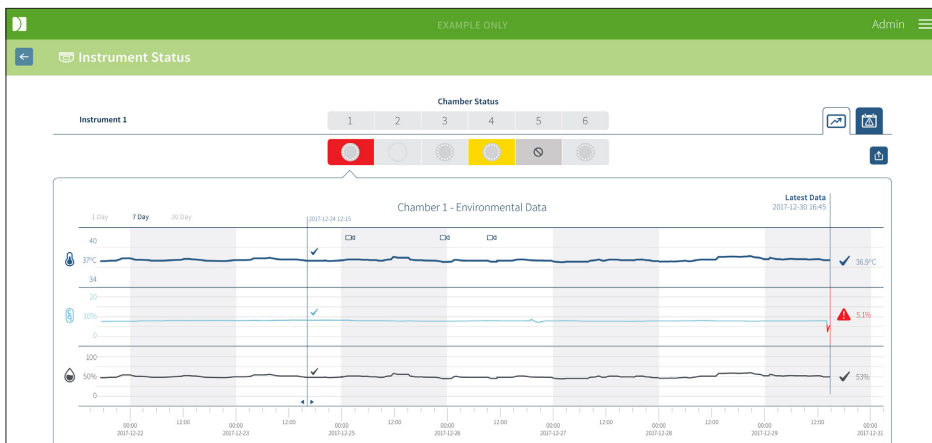 EXAMPLE ONLY
Admin
Instrument Status
Chamber Status
Instrument 1
1 2 3 4 5 6
Latest Data
2017-12-30 16:45
Chamber 1 - Environmental Data
1 Day 7 Day 30 Day
2017-12-24 12:15
40
37°C
36.9°C
34
20
10%
5.1%
0
100
50%
53%
0
00:00 12:00 00:00 12:00 00:00 12:00 00:00 12:00 00:00 12:00 00:00 12:00 00:00 12:00 00:00
2017-12-22 2017-12-23 2017-12-25 2017-12-26 2017-12-27 2017-12-28 2017-12-29 2017-12-31